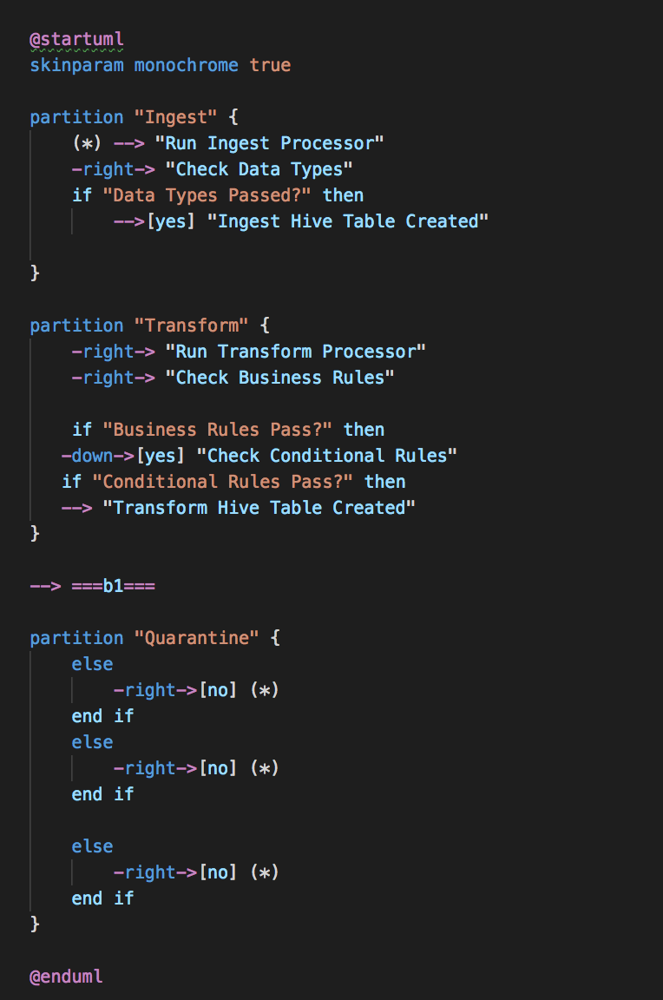 @startuml
skinparam monochrome true

partition "Ingest" {
    (*) --> "Run Ingest Processor"
    -right-> "Check Data Types"
    if "Data Types Passed?" then
        -->[yes] "Ingest Hive Table Created"

}

partition "Transform" {
    -right-> "Run Transform Processor"
    -right-> "Check Business Rules"

    if "Business Rules Pass?" then
   -down->[yes] "Check Conditional Rules"
   if "Conditional Rules Pass?" then
   --> "Transform Hive Table Created"
}

--> ===b1===

partition "Quarantine" {
    else
        -right->[no] (*)
    end if
    else
        -right->[no] (*)
    end if

    else
        -right->[no] (*)
    end if
}

@enduml